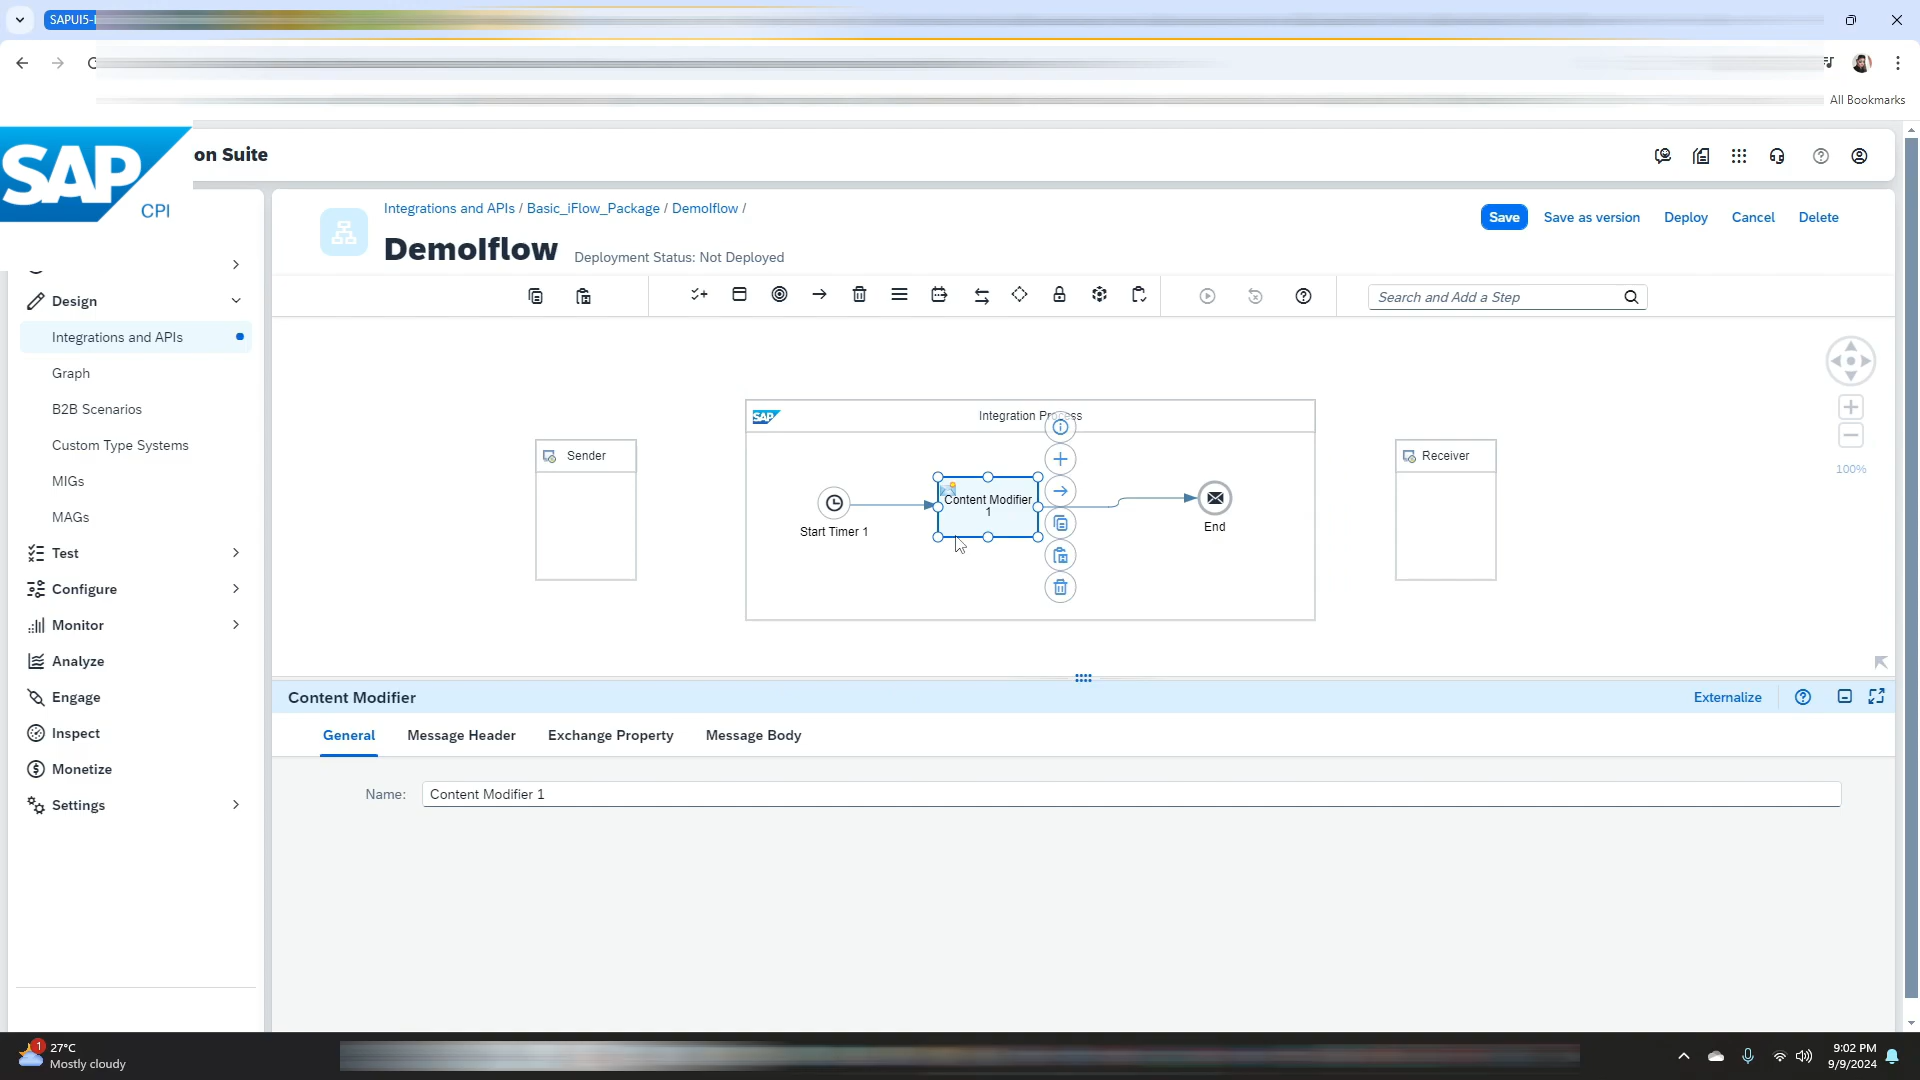 SAPUI5-
All Bookmarks
SAP
CPI
on Suite
Integrations and APIs / Basic_iFlow_Package / DemoIflow /
DemoIflow
Deployment Status: Not Deployed
Save
Save as version
Deploy
Cancel
Delete
Search and Add a Step
Design
Integrations and APIs
Graph
B2B Scenarios
Custom Type Systems
MIGs
MAGs
Test
Configure
Monitor
Analyze
Engage
Inspect
Monetize
Settings
SAP
Integration Process
Sender
Receiver
Start Timer 1
Content Modifier
1
End
100%
Content Modifier
Externalize
General
Message Header
Exchange Property
Message Body
Name:
Content Modifier 1
1
27°C
Mostly cloudy
9:02 PM
9/9/2024